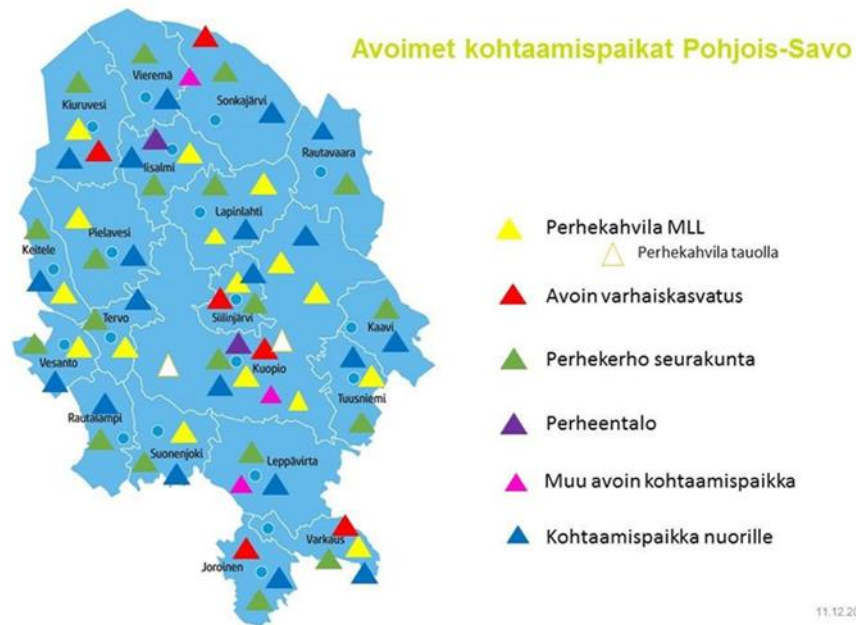 Avoimet kohtaamispaikat Pohjois-Savo
Vieremä
Kiuruvesi
Sonkajärvi
Iisalmi
Rautavaara
Lapinlahti
Pielavesi
Keitele
Tervo
Siilinjärvi
Kaavi
Vesanto
Kuopio
Tuusniemi
Rautalampi
Suonenjoki
Leppävirta
Varkaus
Joroinen
Perhekahvila MLL
Perhekahvila tauolla
Avoin varhaiskasvatus
Perhekerho seurakunta
Perheentalo
Muu avoin kohtaamispaikka
Kohtaamispaikka nuorille